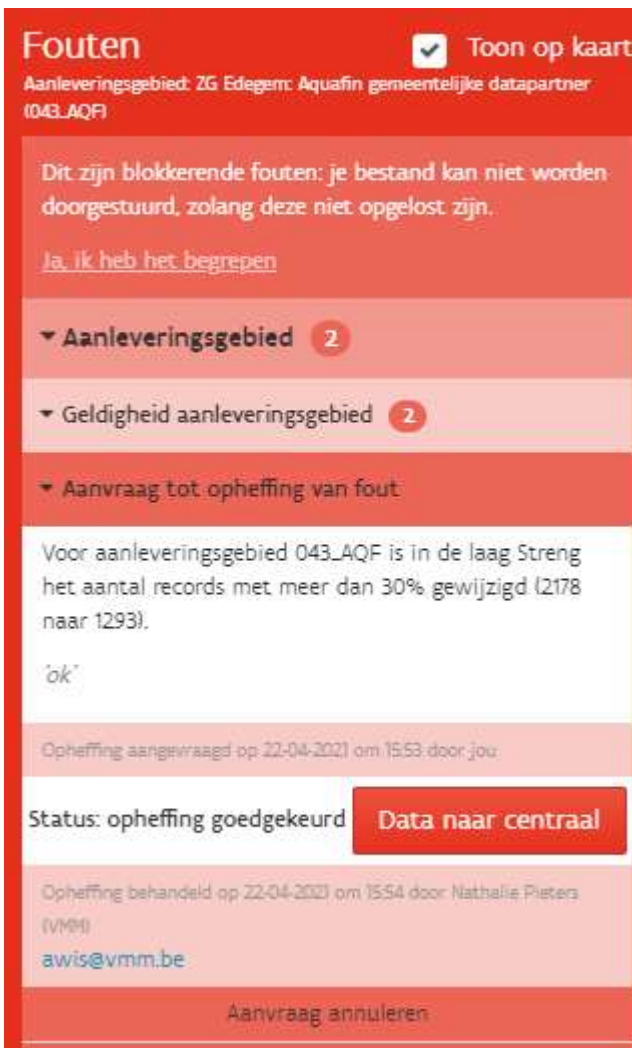 Fouten
Toon op kaart
Aanleveringsgebied: ZG Edegem: Aquafin gemeentelijke datapartner
(043_AQF)
Dit zijn blokkerende fouten: je bestand kan niet worden
doorgestuurd, zolang deze niet opgelost zijn.
Ja, ik heb het begrepen
Aanleveringsgebied 2
Geldigheid aanleveringsgebied 2
Aanvraag tot opheffing van fout
Voor aanleveringsgebied 043_AQF is in de laag Streng
het aantal records met meer dan 30% gewijzigd (2178
naar 1293).
'ok'
Opheffing aangevraagd op 22-04-2021 om 15:53 door jou
Status: opheffing goedgekeurd
Data naar centraal
Opheffing behandeld op 22-04-2021 om 15:54 door Nathalie Pieters
(VMM)
awis@vmm.be
Aanvraag annuleren